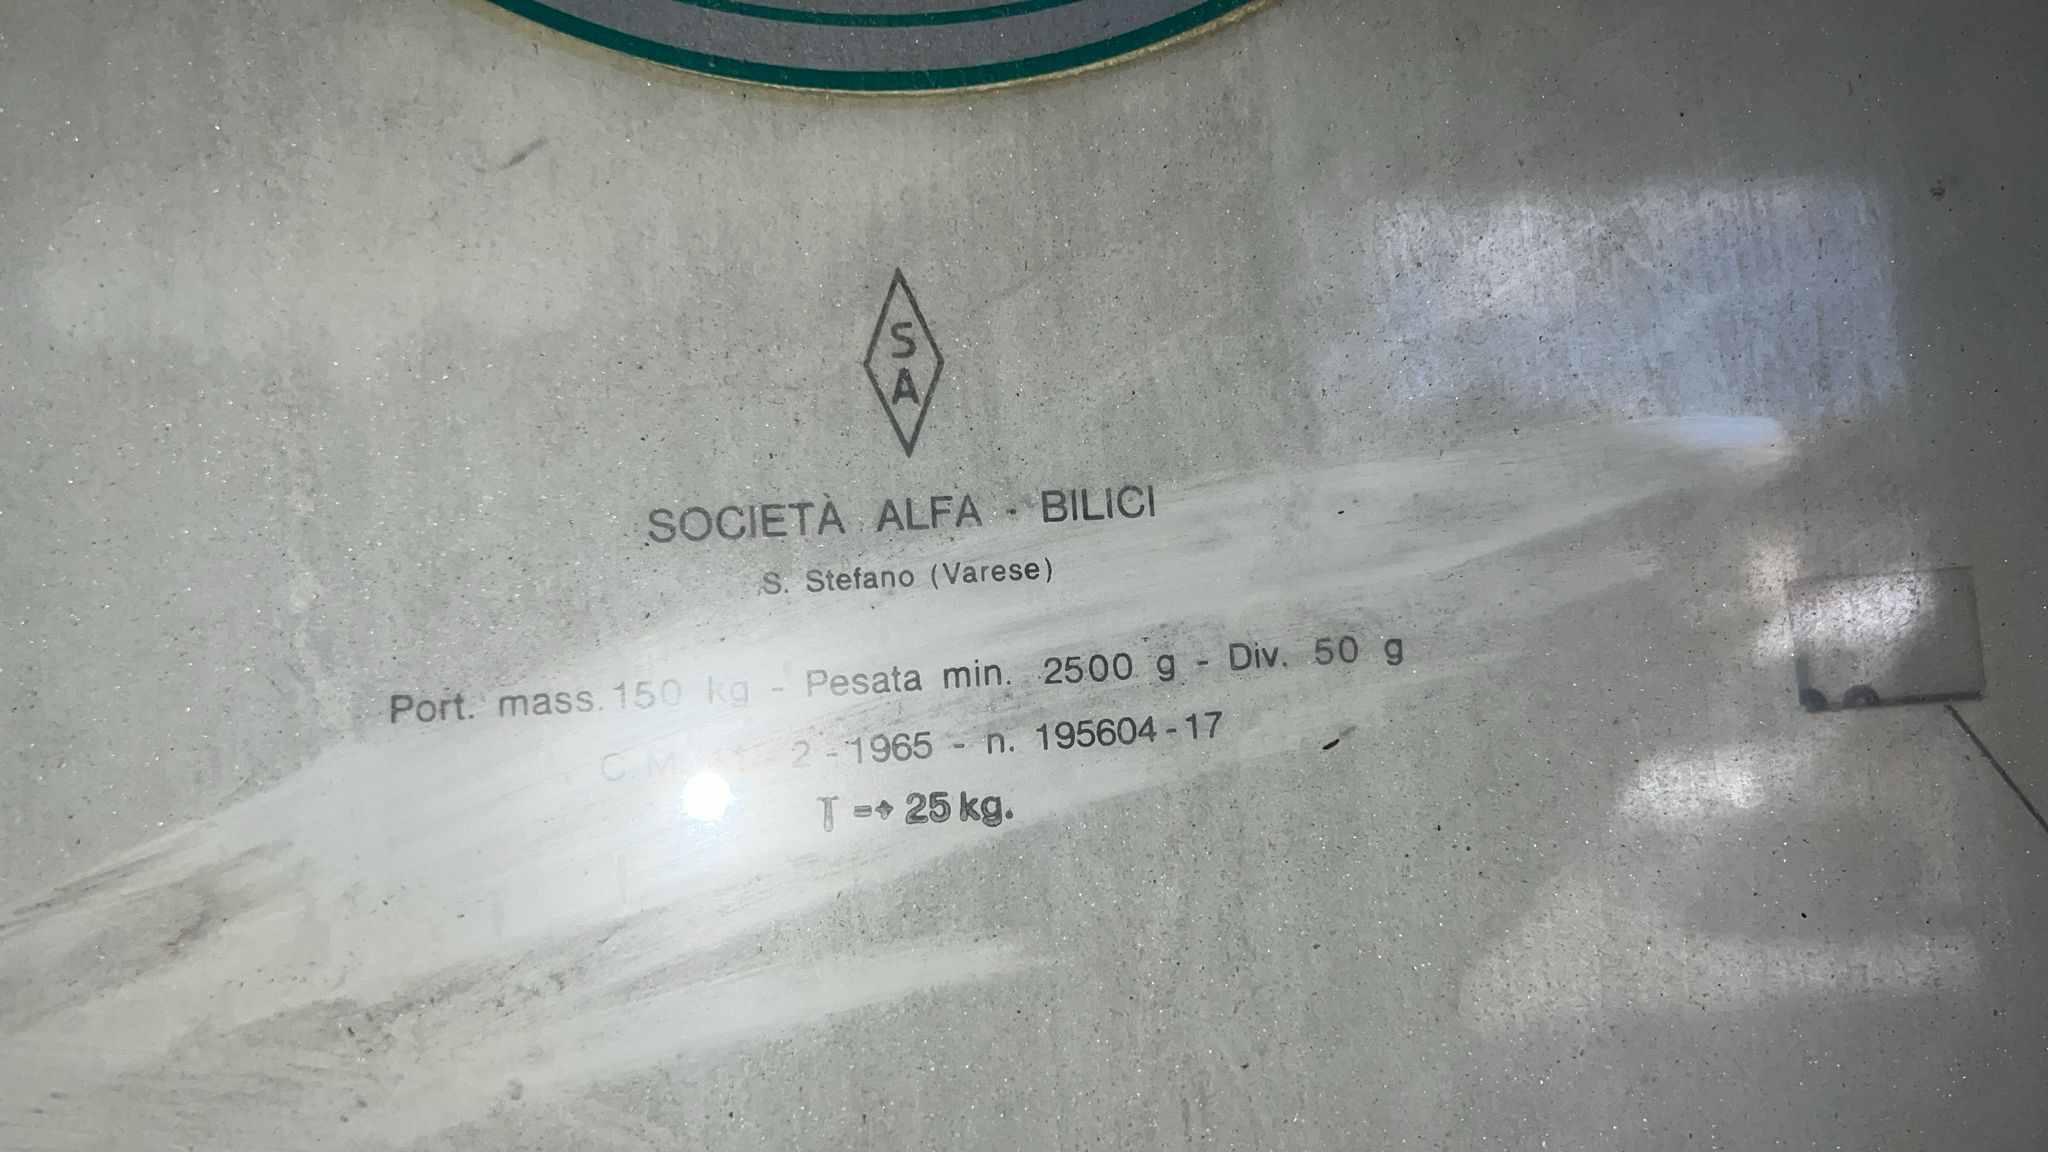 S
A
SOCIETÀ ALFA - BILICI
S. Stefano (Varese)
Port. mass. 150 kg - Pesata min. 2500 g - Div. 50 g
C.M. 11 - 2 - 1965 - n. 195604-17
T =+ 25 kg.